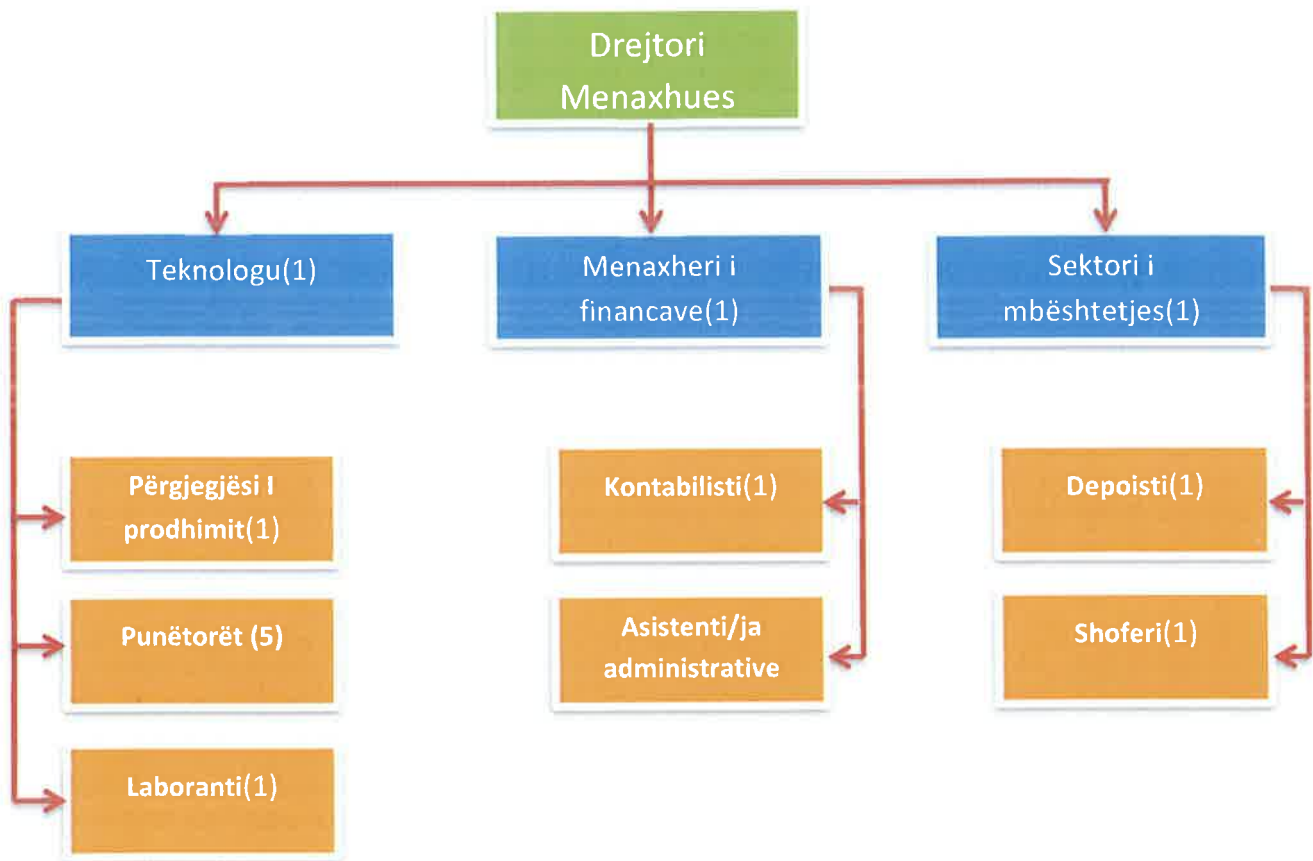 Drejtori
Menaxhues
Teknologu(1)
Menaxheri i
financave(1)
Sektori i
mbështetjes(1)
Përgjegjësi I
prodhimit(1)
Kontabilisti(1)
Depoisti(1)
Punëtorët (5)
Asistenti/ja
administrative
Shoferi(1)
Laboranti(1)